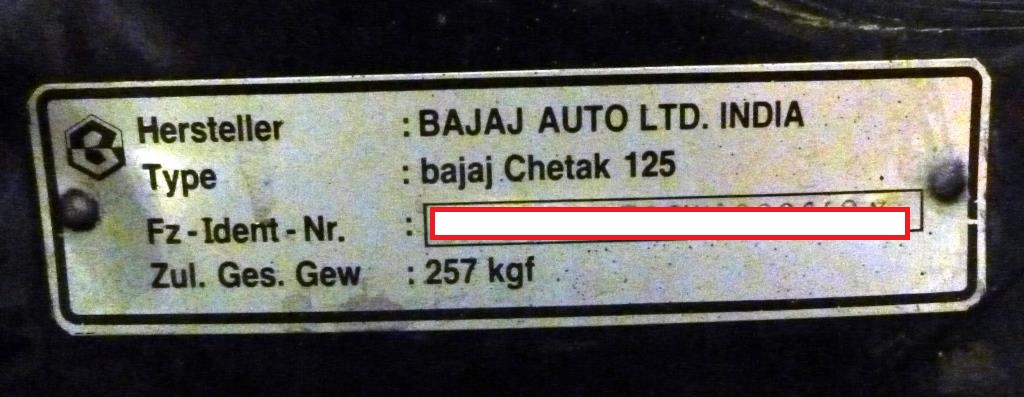 Hersteller : BAJAJ AUTO LTD. INDIA
Type : bajaj Chetak 125
Fz-Ident-Nr. :
Zul. Ges. Gew : 257 kgf